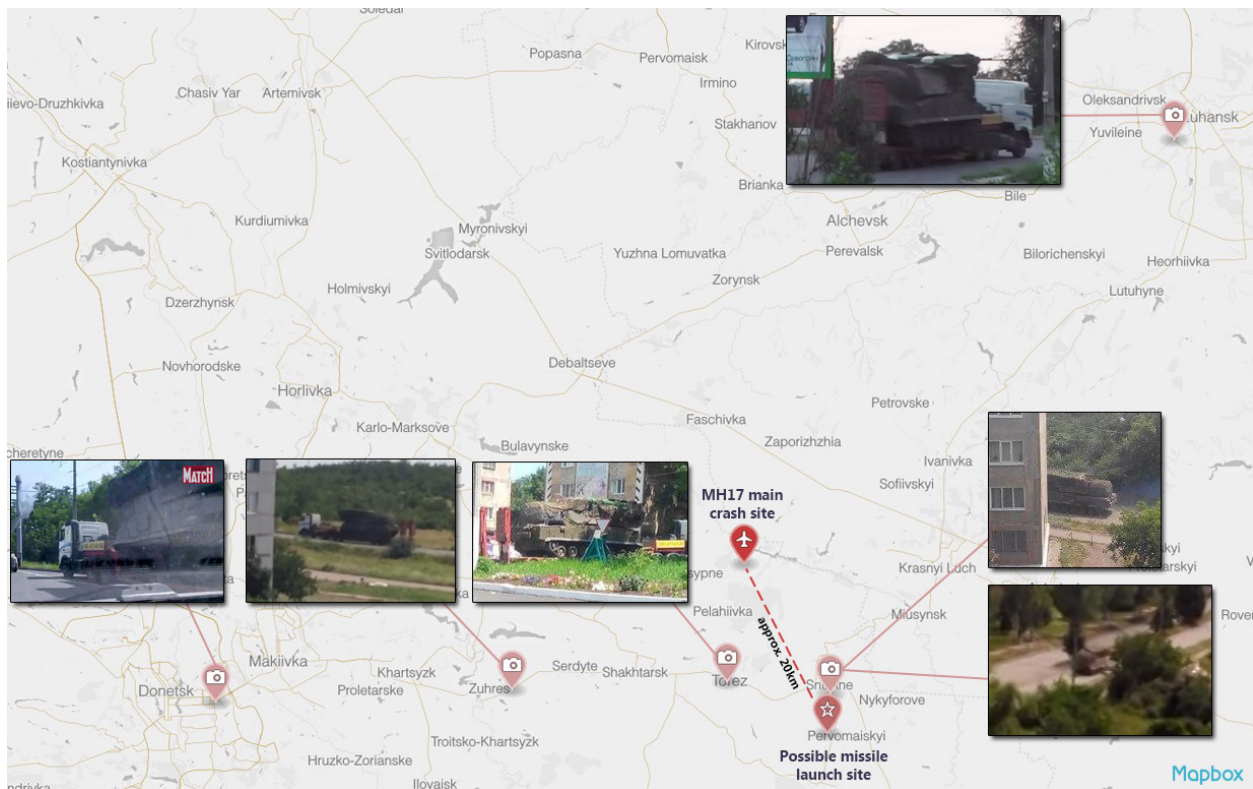 Soledar
Popasna
Pervomaisk
Irmino
Chasiv Yar
Artemivsk
Oleksandrivsk
Luhansk
Yuvileine
Stakhanov
Kostiantynivka
Brianka
Bile
Kurdiumivka
Alchevsk
Myronivskyi
Svitlodarsk
Yuzhna Lomuvatka
Perevalsk
Bilorichenskyi
Heorhiivka
Zorynsk
Holmivskyi
Dzerzhynsk
Lutuhyne
Debaltseve
Novhorodske
Horlivka
Petrovske
Faschivka
Karlo-Marksove
Zaporizhzhia
Bulavynske
Ivanivka
MATCH
Sofiivskyi
MH17 main
crash site
Krasnyi Luch
Pelahiivka
Miusynsk
approx. 20km
Makiivka
Khartsyzk
Serdyte
Shakhtarsk
Donetsk
Proletarske
Zuhres
Torez
Nykyforove
Pervomaiskyi
Troitsko-Khartsyzk
Possible missile
launch site
Hruzko-Zorianske
Ilovaisk
Mapbox